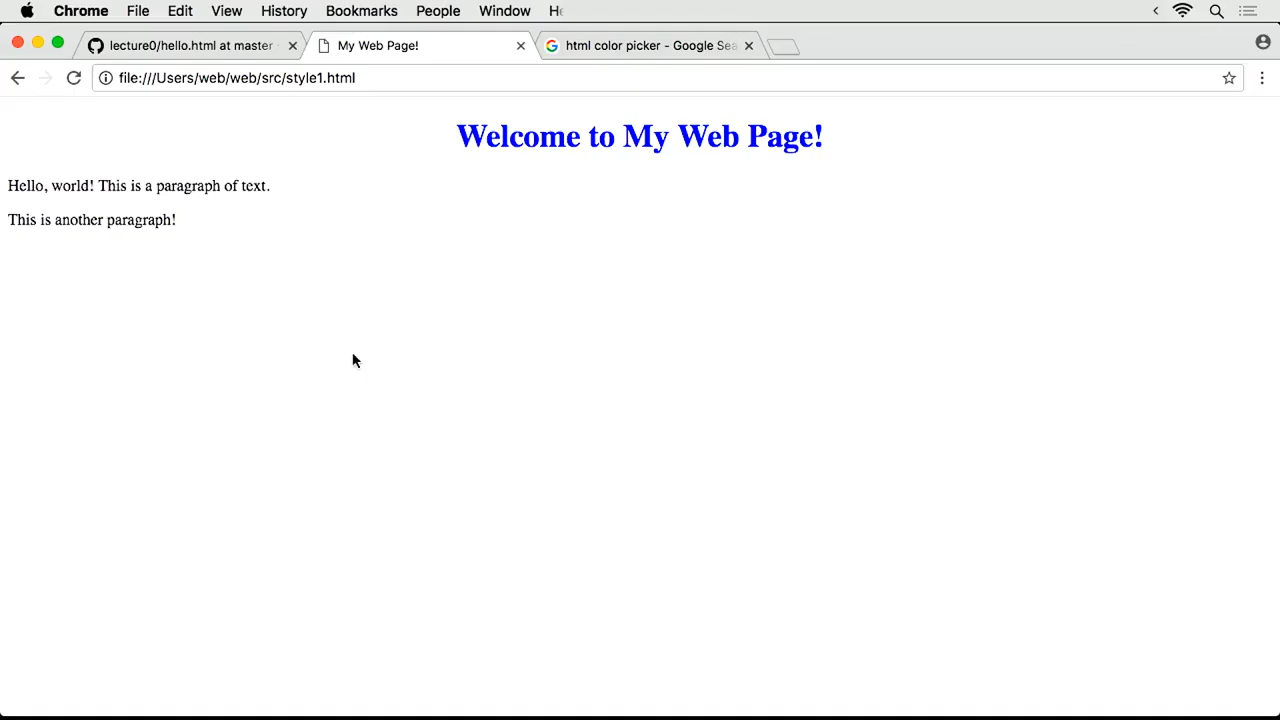 Chrome File Edit View History Bookmarks People Window
lecture0/hello.html at master My Web Page! html color picker - Google Sea
file:///Users/web/web/src/style1.html
Welcome to My Web Page!
Hello, world! This is a paragraph of text.
This is another paragraph!